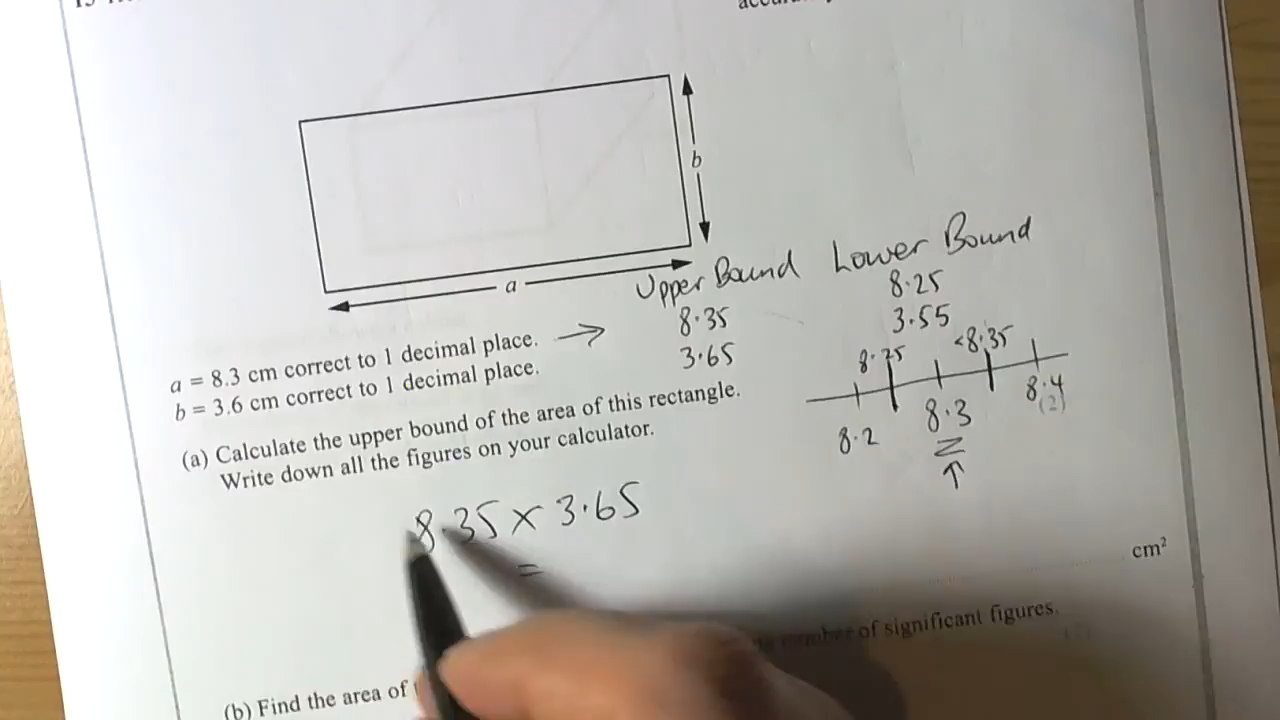 b
a
Upper Bound Lower Bound
8.35 8.25
3.65 3.55
a = 8.3 cm correct to 1 decimal place.
b = 3.6 cm correct to 1 decimal place.
8.25 <8.35
8.2 8.3 8.4
(2)
(a) Calculate the upper bound of the area of this rectangle.
Write down all the figures on your calculator.
8.35 × 3.65
=
cm²
(b) Find the area of
number of significant figures.